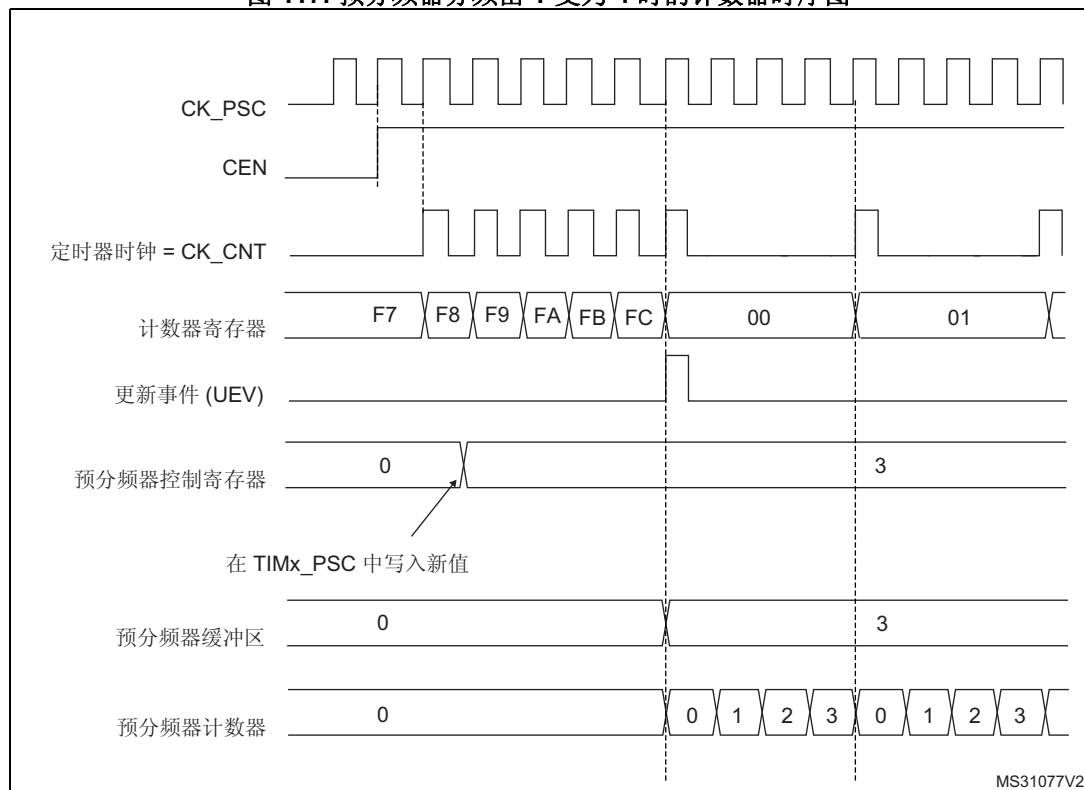 CK_PSC
CEN
定时器时钟 = CK_CNT
计数器寄存器 F7 F8 F9 FA FB FC 00 01
更新事件 (UEV)
预分频器控制寄存器 0 3
在 TIMx_PSC 中写入新值
预分频器缓冲区 0 3
预分频器计数器 0 0 1 2 3 0 1 2 3
MS31077V2